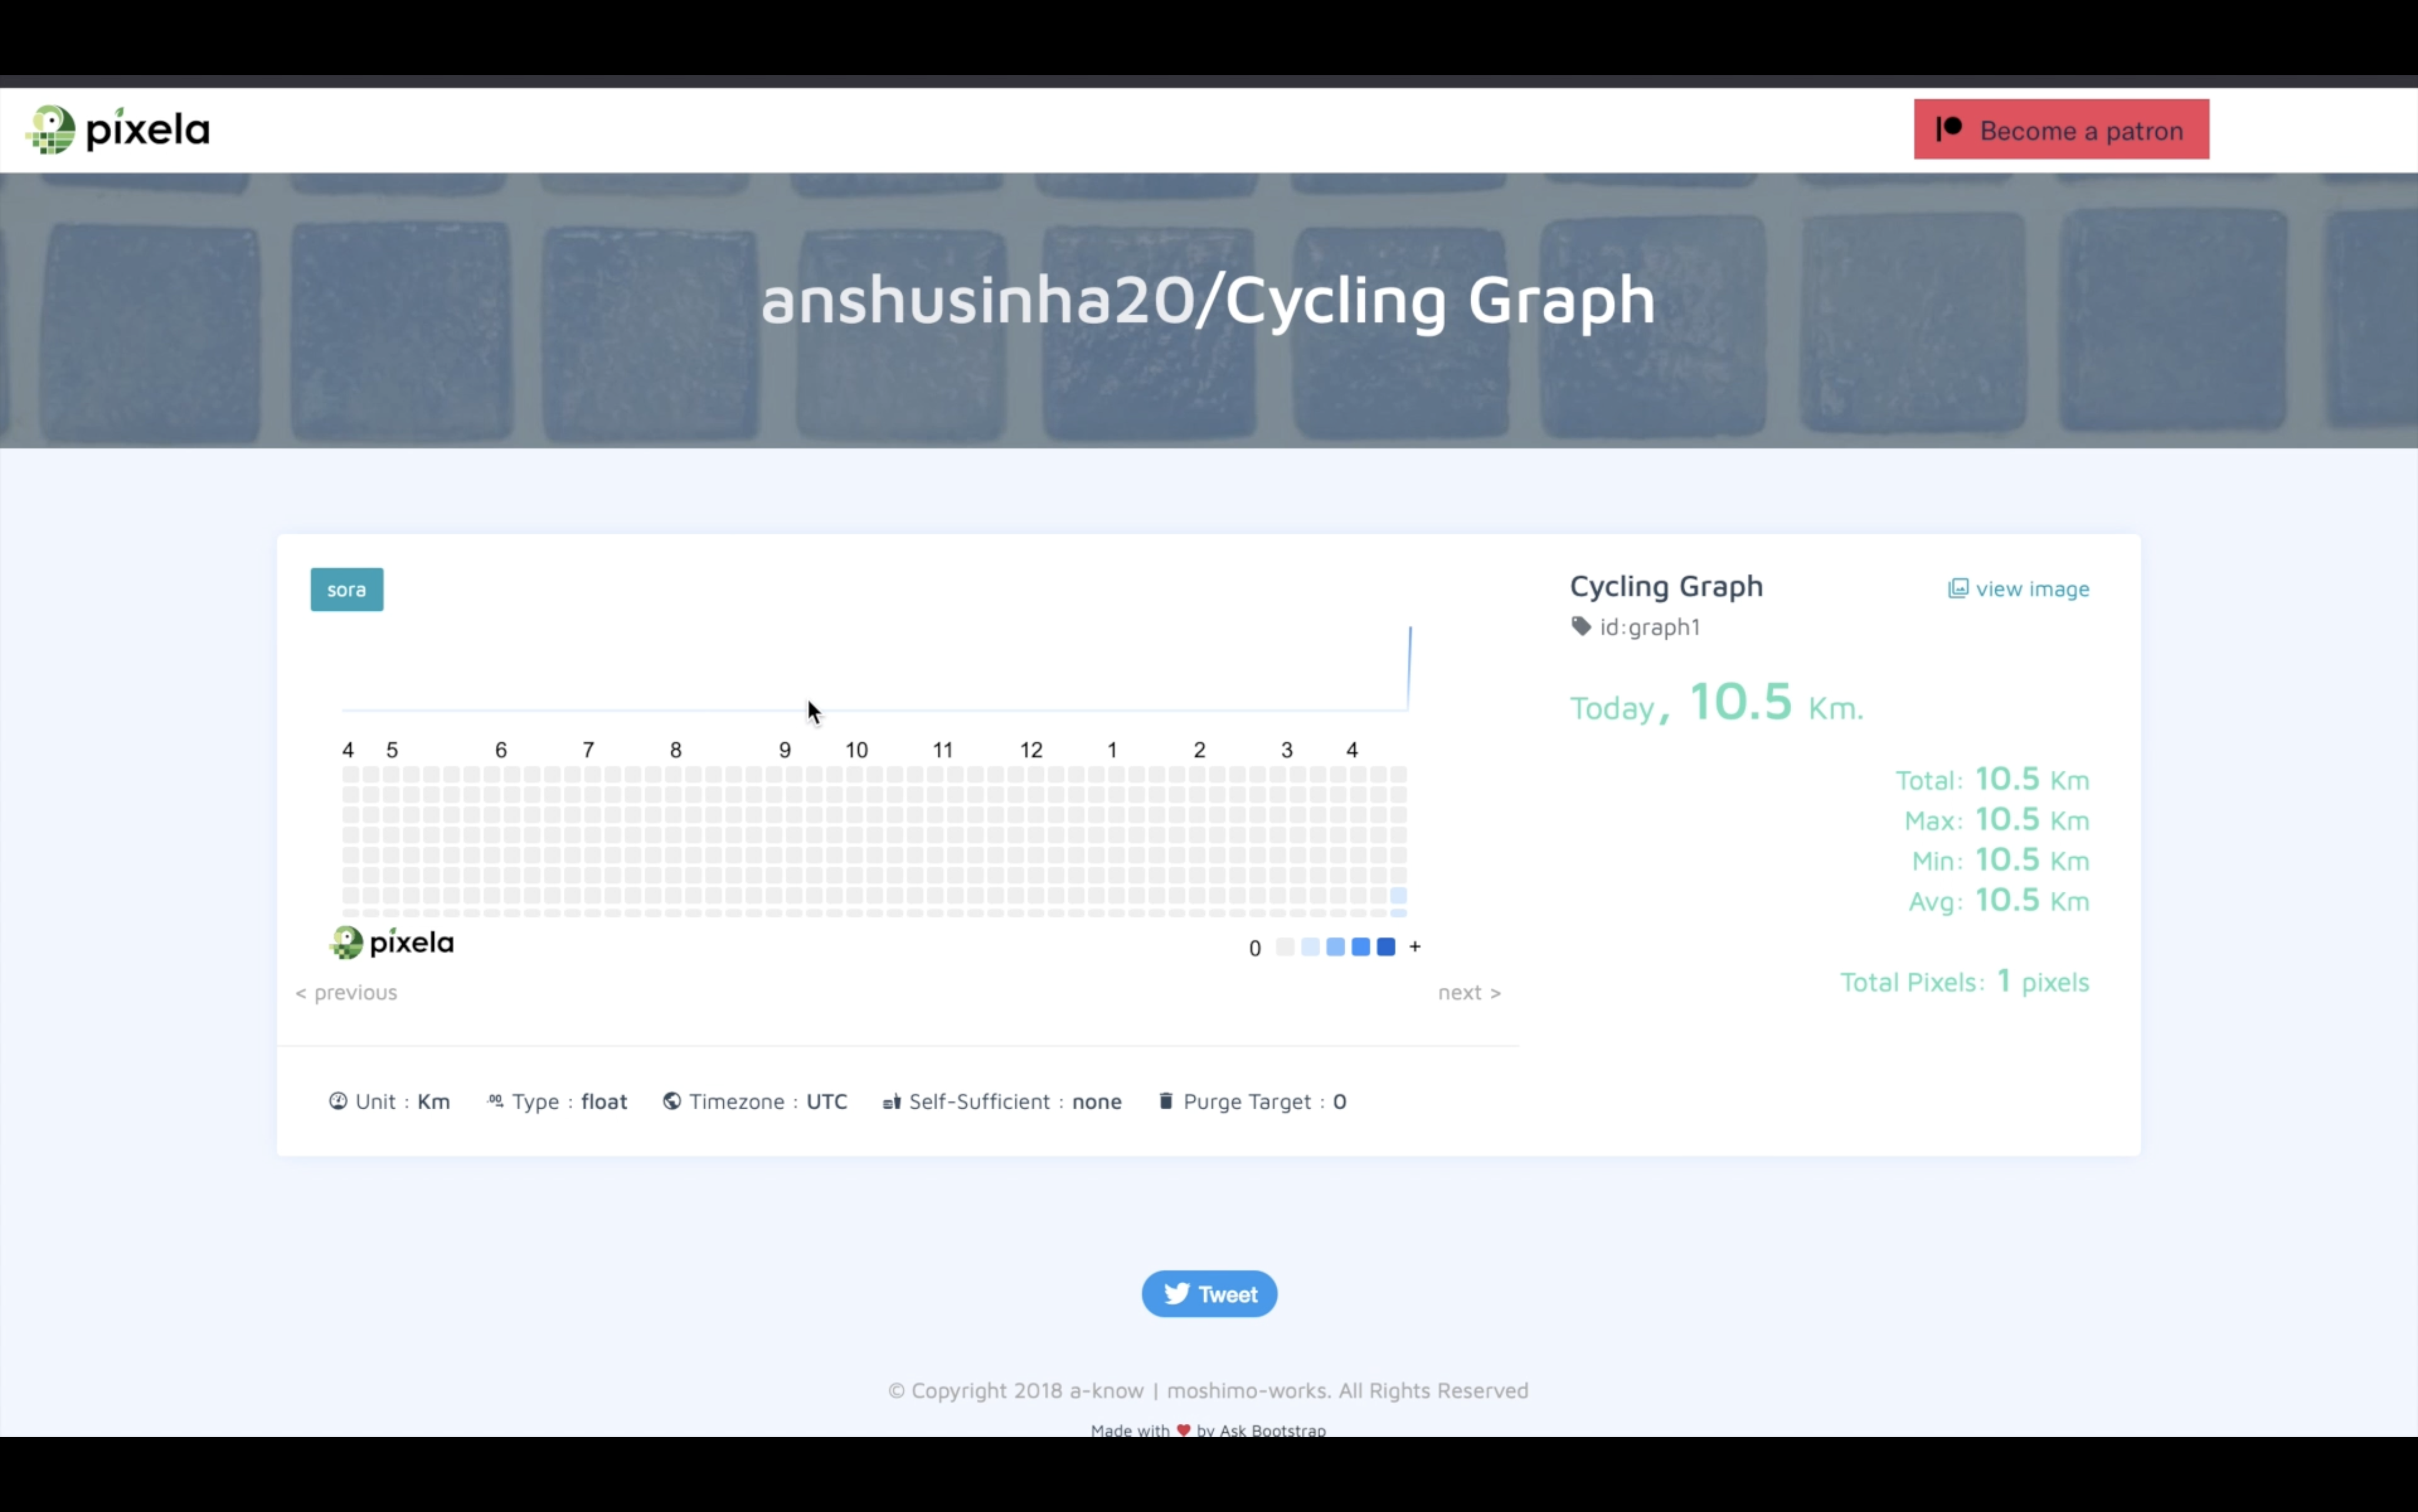 pixela
Become a patron
anshusinha20/Cycling Graph
sora
4 5 6 7 8 9 10 11 12 1 2 3 4
pixela
0 +
< previous
next >
Unit : Km Type : float Timezone : UTC Self-Sufficient : none Purge Target : 0
Cycling Graph
view image
id:graph1
Today, 10.5 Km.
Total: 10.5 Km
Max: 10.5 Km
Min: 10.5 Km
Avg: 10.5 Km
Total Pixels: 1 pixels
Tweet
© Copyright 2018 a-know | moshimo-works. All Rights Reserved
Made with ♥ by Ask Bootstrap